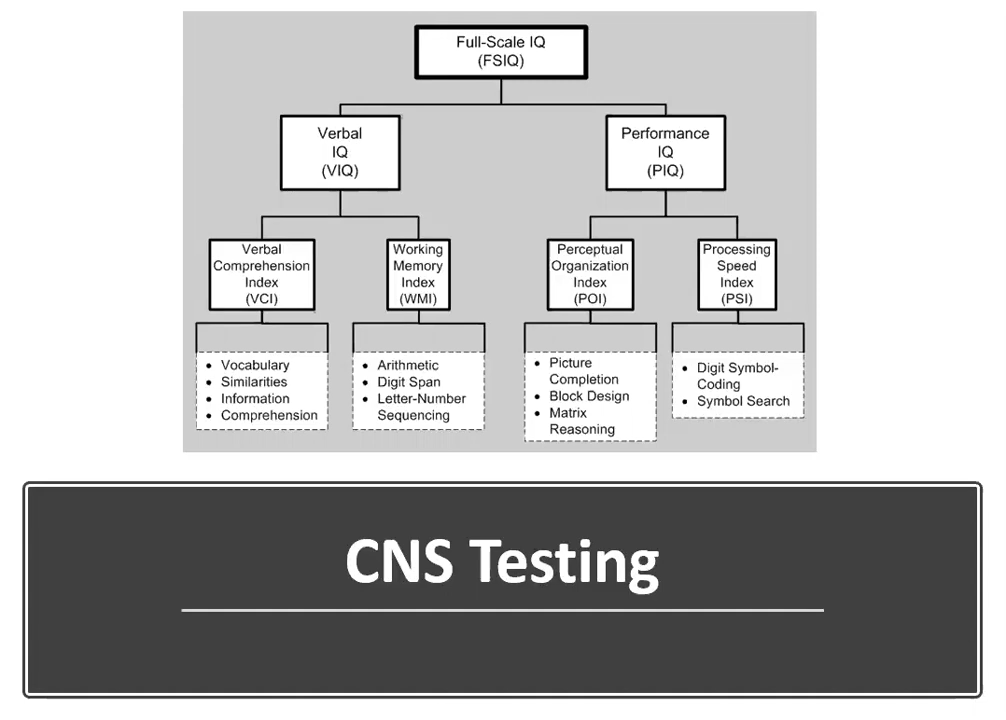 Full-Scale IQ
(FSIQ)
Verbal
IQ
(VIQ)
Performance
IQ
(PIQ)
Verbal
Comprehension
Index
(VCI)
Working
Memory
Index
(WMI)
Perceptual
Organization
Index
(POI)
Processing
Speed
Index
(PSI)
• Vocabulary
• Similarities
• Information
• Comprehension
• Arithmetic
• Digit Span
• Letter-Number
Sequencing
• Picture
Completion
• Block Design
• Matrix
Reasoning
• Digit Symbol-
Coding
• Symbol Search
CNS Testing